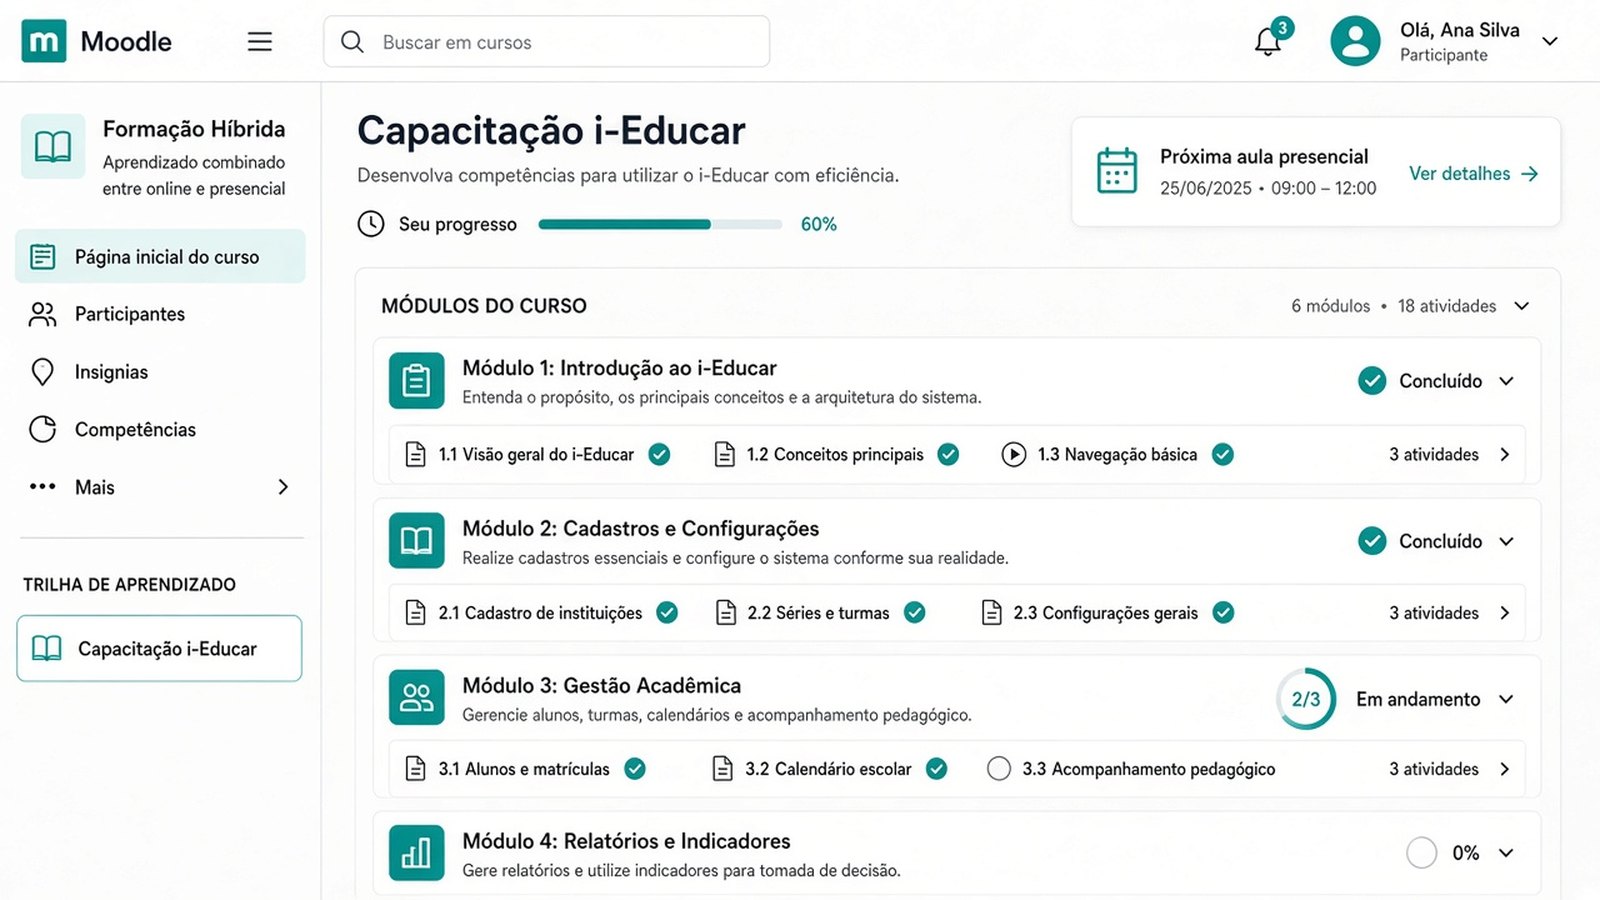 m Moodle
Buscar em cursos
3
Olá, Ana Silva
Participante
Formação Híbrida
Aprendizado combinado
entre online e presencial
Página inicial do curso
Participantes
Insignias
Competências
Mais
TRILHA DE APRENDIZADO
Capacitação i-Educar
Capacitação i-Educar
Desenvolva competências para utilizar o i-Educar com eficiência.
Seu progresso 60%
Próxima aula presencial
25/06/2025 • 09:00 – 12:00
Ver detalhes →
MÓDULOS DO CURSO
6 módulos • 18 atividades
Módulo 1: Introdução ao i-Educar
Entenda o propósito, os principais conceitos e a arquitetura do sistema.
Concluído
1.1 Visão geral do i-Educar 1.2 Conceitos principais 1.3 Navegação básica 3 atividades
Módulo 2: Cadastros e Configurações
Realize cadastros essenciais e configure o sistema conforme sua realidade.
Concluído
2.1 Cadastro de instituições 2.2 Séries e turmas 2.3 Configurações gerais 3 atividades
Módulo 3: Gestão Acadêmica
Gerencie alunos, turmas, calendários e acompanhamento pedagógico.
2/3 Em andamento
3.1 Alunos e matrículas 3.2 Calendário escolar 3.3 Acompanhamento pedagógico 3 atividades
Módulo 4: Relatórios e Indicadores
Gere relatórios e utilize indicadores para tomada de decisão.
0%